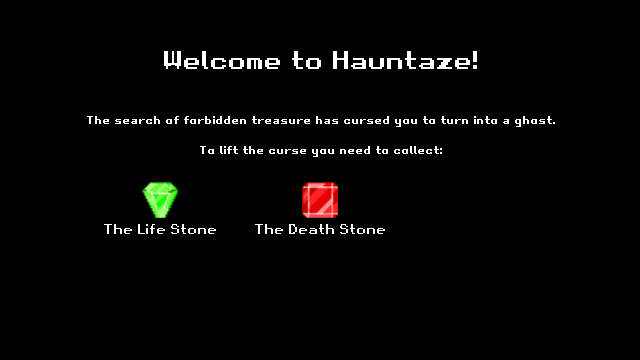 Welcome to Hauntaze!
The search of forbidden treasure has cursed you to turn into a ghost.
To lift the curse you need to collect:
The Life Stone The Death Stone